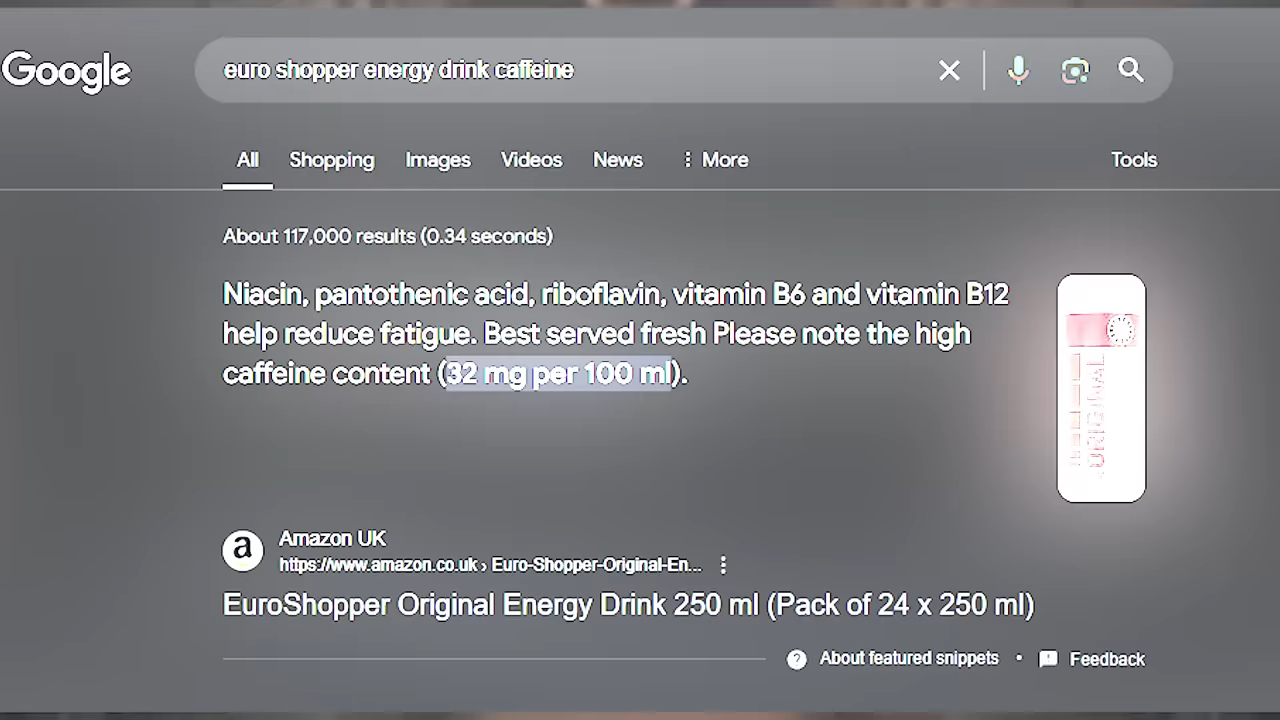 Google
euro shopper energy drink caffeine
All Shopping Images Videos News More Tools
About 117,000 results (0.34 seconds)
Niacin, pantothenic acid, riboflavin, vitamin B6 and vitamin B12
help reduce fatigue. Best served fresh Please note the high
caffeine content (32 mg per 100 ml).
ORIGINAL
Amazon UK
https://www.amazon.co.uk › Euro-Shopper-Original-En...
EuroShopper Original Energy Drink 250 ml (Pack of 24 x 250 ml)
About featured snippets • Feedback